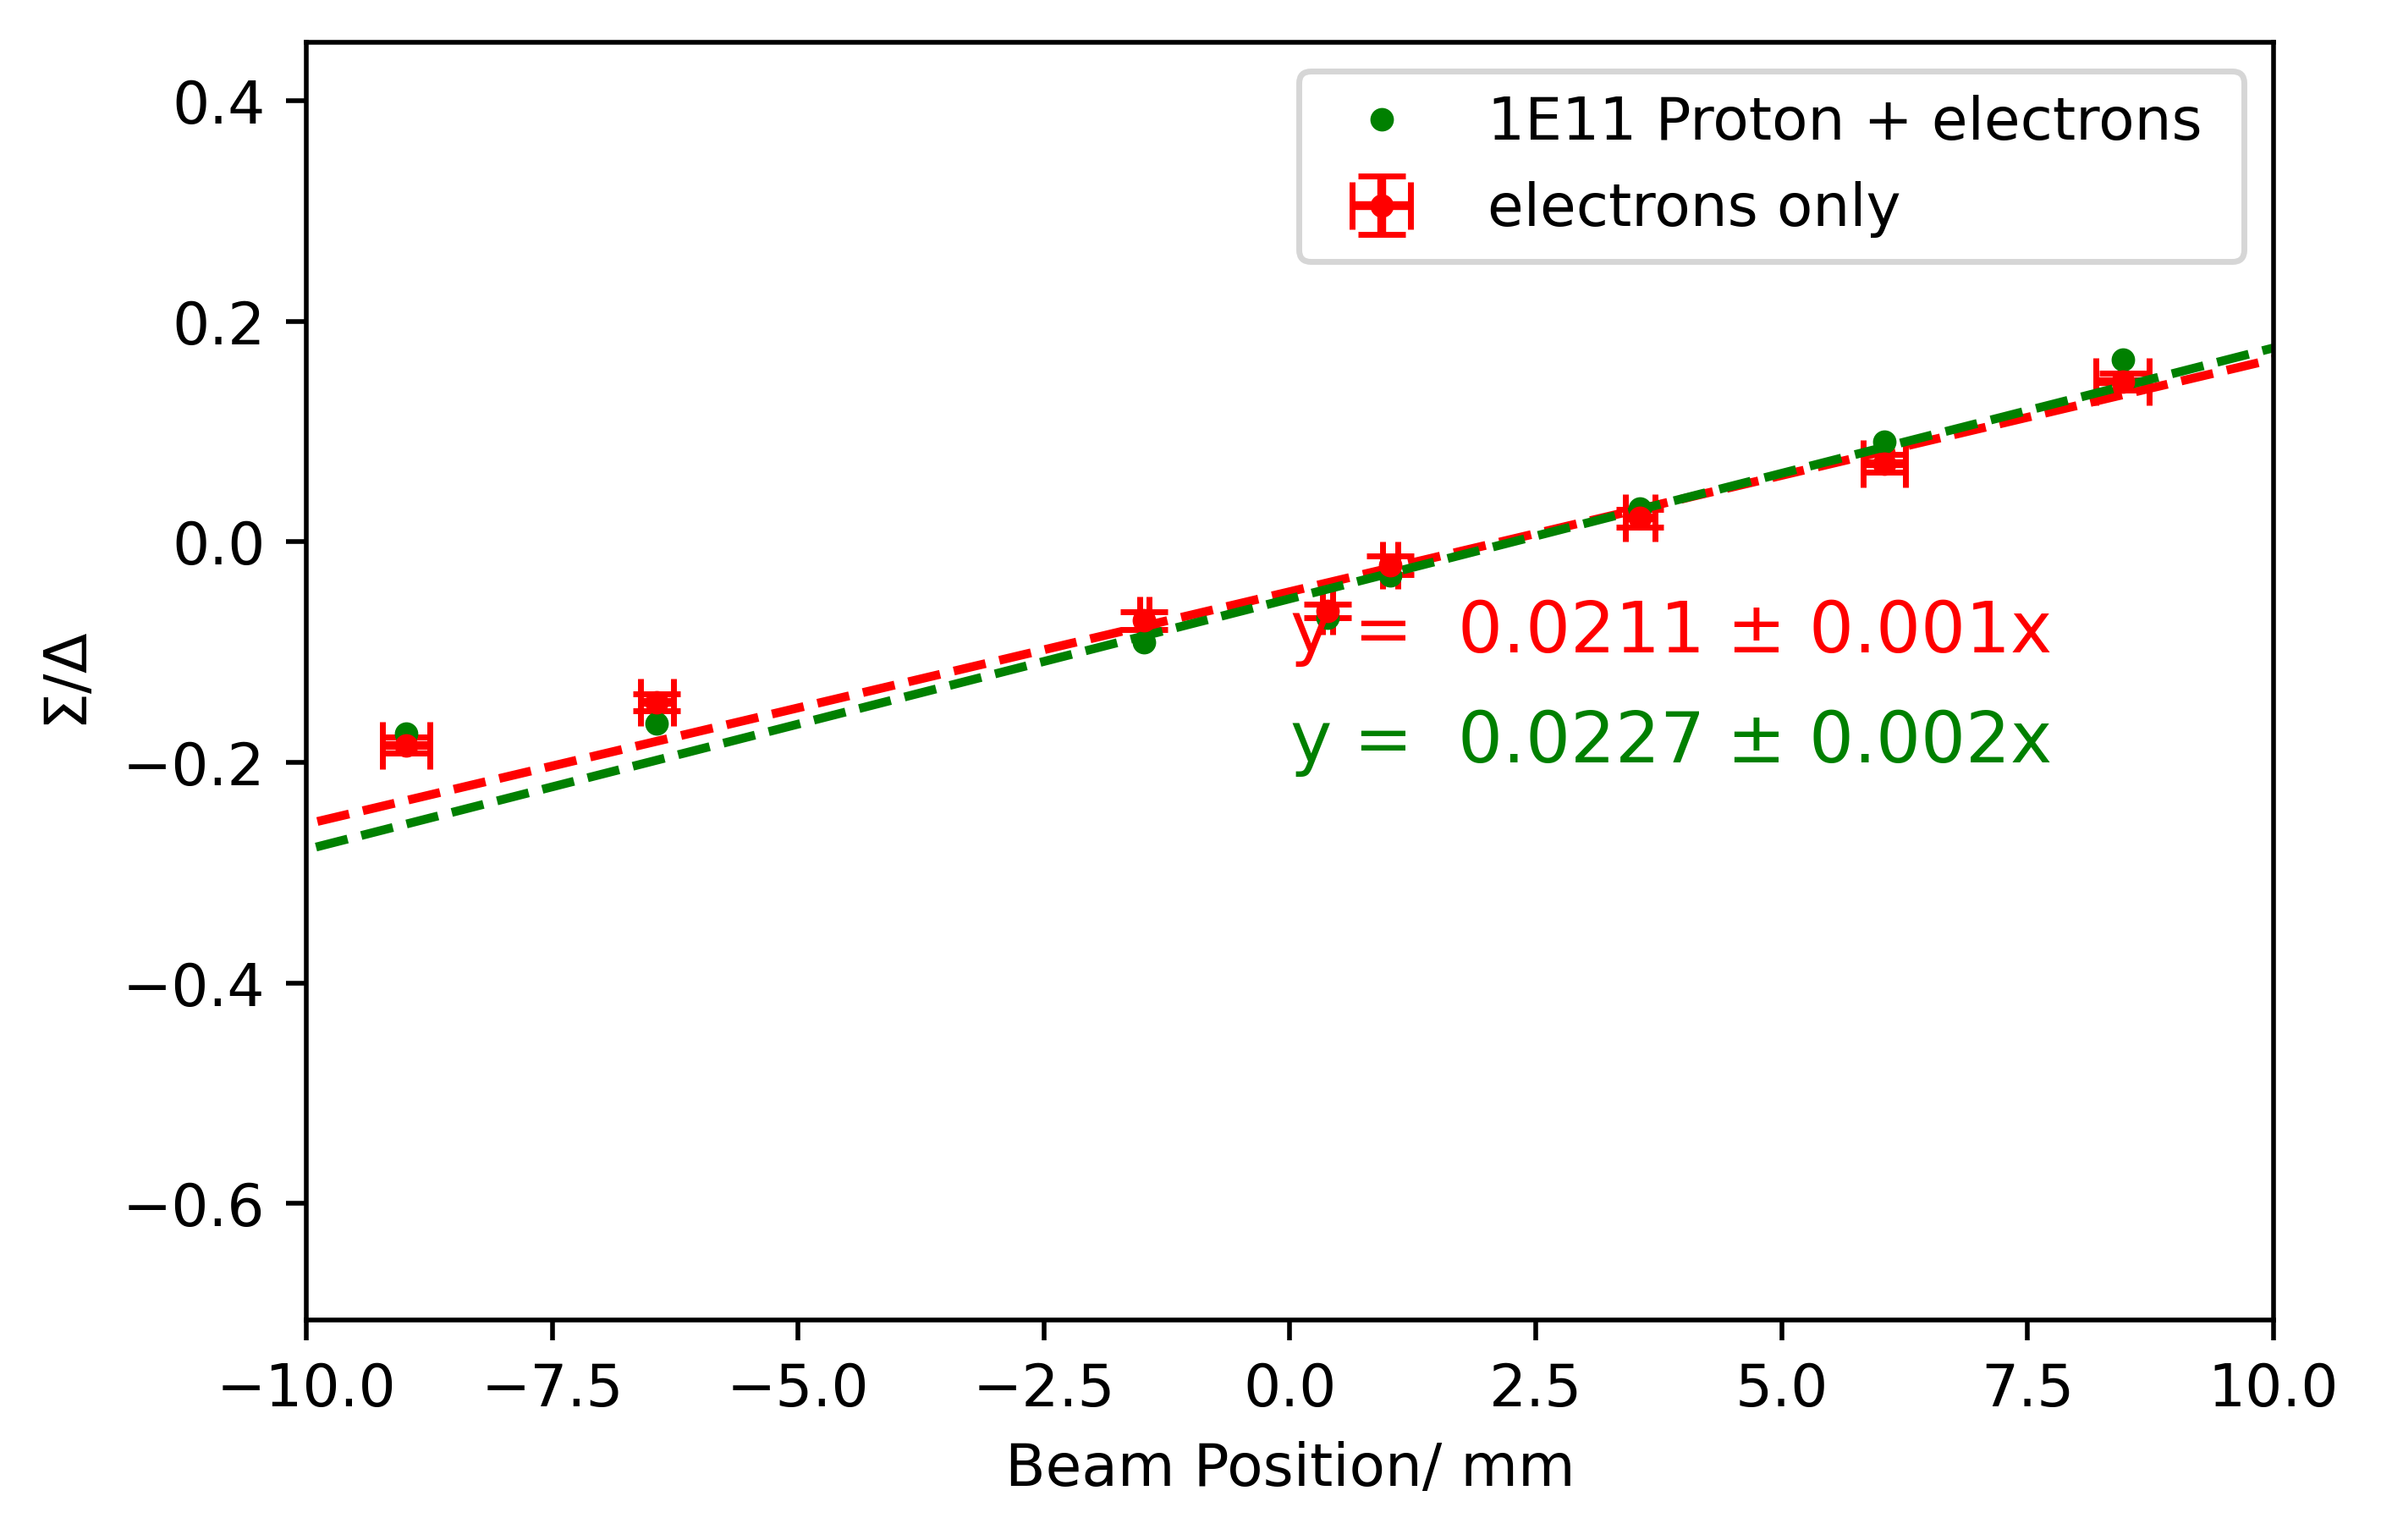 0.4
0.2
0.0
−0.2
−0.4
−0.6
Σ/Δ
1E11 Proton + electrons
electrons only
y = 0.0211 ± 0.001x
y = 0.0227 ± 0.002x
−10.0 −7.5 −5.0 −2.5 0.0 2.5 5.0 7.5 10.0
Beam Position/ mm